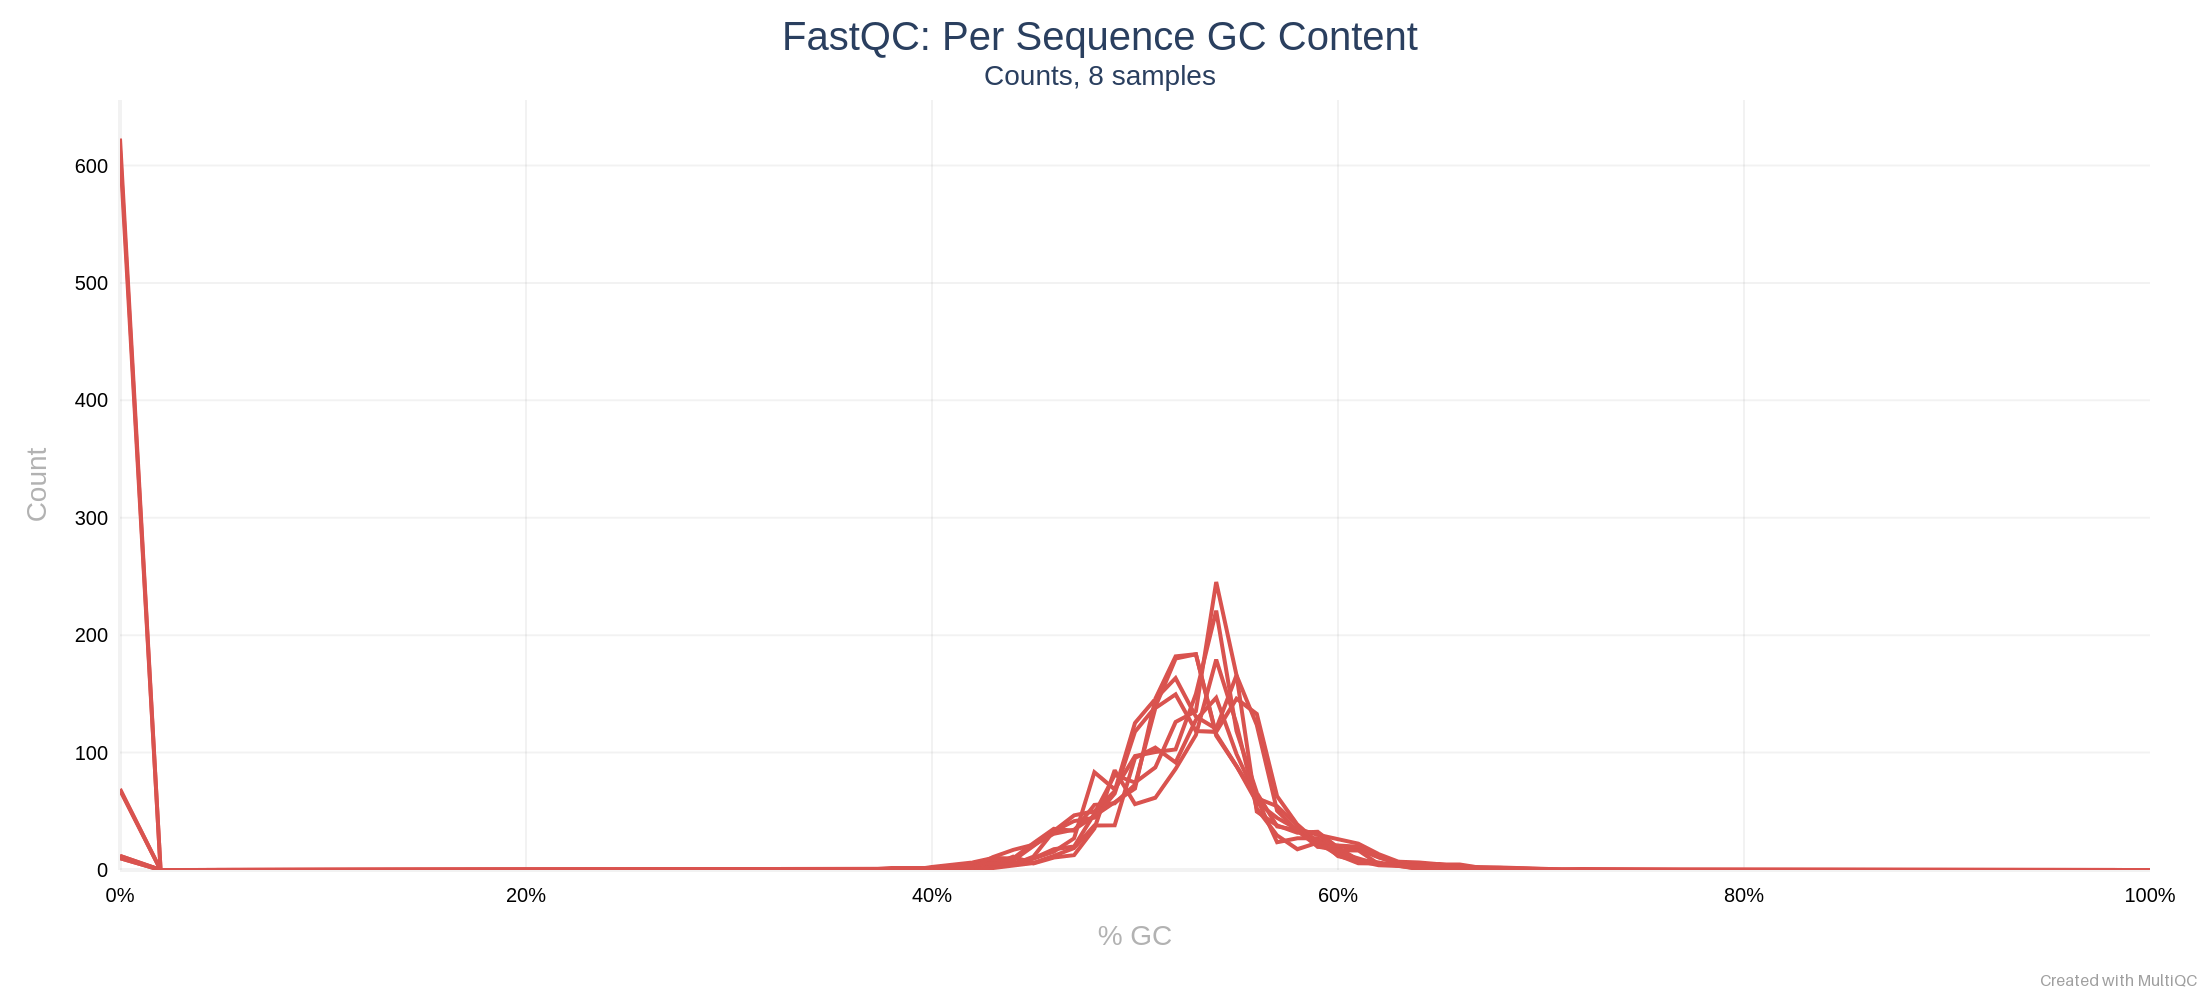 FastQC: Per Sequence GC Content
Counts, 8 samples
600
500
400
300
200
100
0
Count
0%
20%
40%
60%
80%
100%
% GC
Created with MultiQC